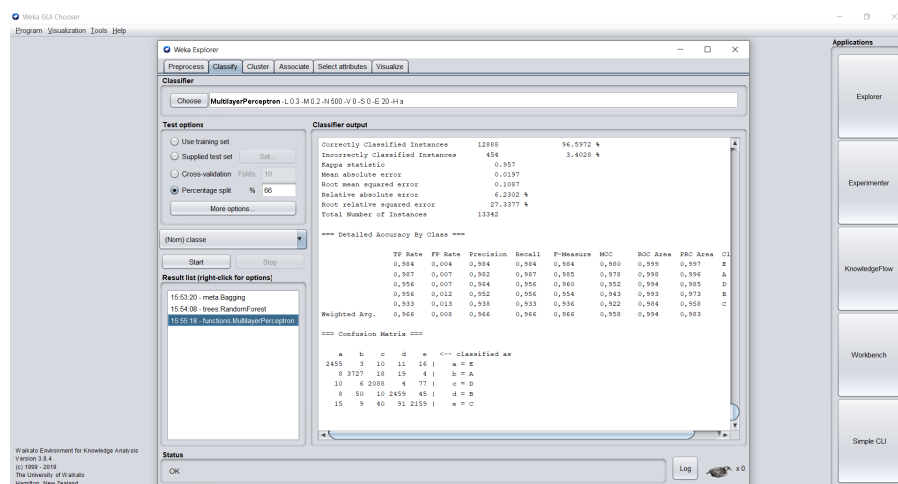 Weka GUI Chooser
Program Visualization Tools Help
Applications
Weka Explorer
Preprocess Classify Cluster Associate Select attributes Visualize
Classifier
Choose MultilayerPerceptron -L 0.3 -M 0.2 -N 500 -V 0 -S 0 -E 20 -H a
Test options
Use training set
Supplied test set Set...
Cross-validation Folds 10
Percentage split % 66
More options...
(Nom) classe
Start Stop
Result list (right-click for options)
15:53:20 - meta.Bagging
15:54:08 - trees.RandomForest
15:55:18 - functions.MultilayerPerceptron
Classifier output
Correctly Classified Instances 12888 96.5972 %
Incorrectly Classified Instances 454 3.4028 %
Kappa statistic 0.957
Mean absolute error 0.0197
Root mean squared error 0.1087
Relative absolute error 6.2302 %
Root relative squared error 27.3377 %
Total Number of Instances 13342
=== Detailed Accuracy By Class ===
TP Rate FP Rate Precision Recall F-Measure MCC ROC Area PRC Area Cl
0,984 0,004 0,984 0,984 0,984 0,980 0,999 0,997 E
0,987 0,007 0,982 0,987 0,985 0,978 0,998 0,996 A
0,956 0,007 0,964 0,956 0,960 0,952 0,994 0,985 D
0,956 0,012 0,952 0,956 0,954 0,943 0,993 0,973 B
0,933 0,013 0,938 0,933 0,936 0,922 0,984 0,958 C
Weighted Avg. 0,966 0,008 0,966 0,966 0,966 0,958 0,994 0,983
=== Confusion Matrix ===
a b c d e <-- classified as
2455 3 10 11 16 | a = E
8 3727 18 19 4 | b = A
10 6 2088 4 77 | c = D
8 50 10 2459 45 | d = B
15 9 40 91 2159 | e = C
Status
OK
Log x 0
Explorer
Experimenter
KnowledgeFlow
Workbench
Simple CLI
Waikato Environment for Knowledge Analysis
Version 3.8.4
(c) 1999 - 2019
The University of Waikato
Hamilton, New Zealand